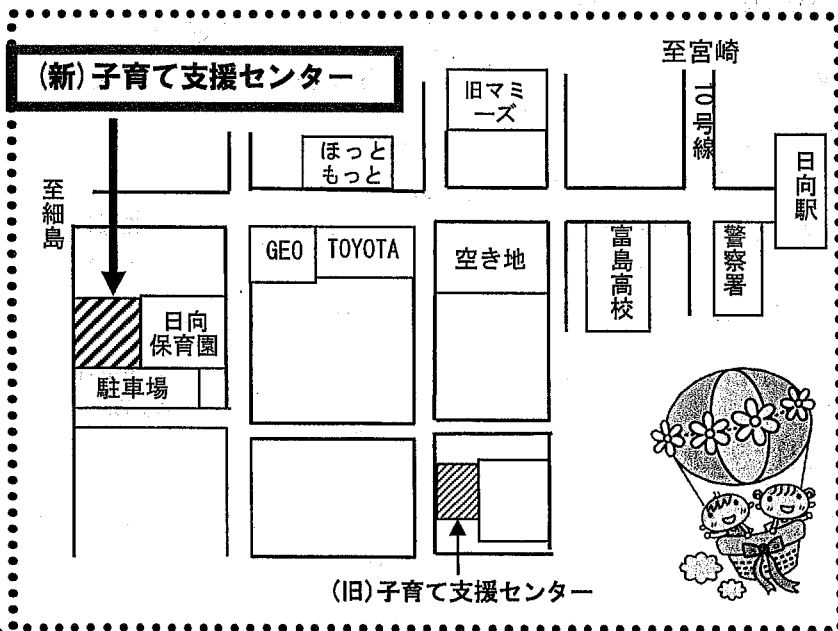 至宮崎
(新)子育て支援センター
旧マミ
ーズ
10号線
ほっと
もっと
日向駅
至細島
GEO
TOYOTA
空き地
富島高校
警察署
日向
保育園
駐車場
(旧)子育て支援センター